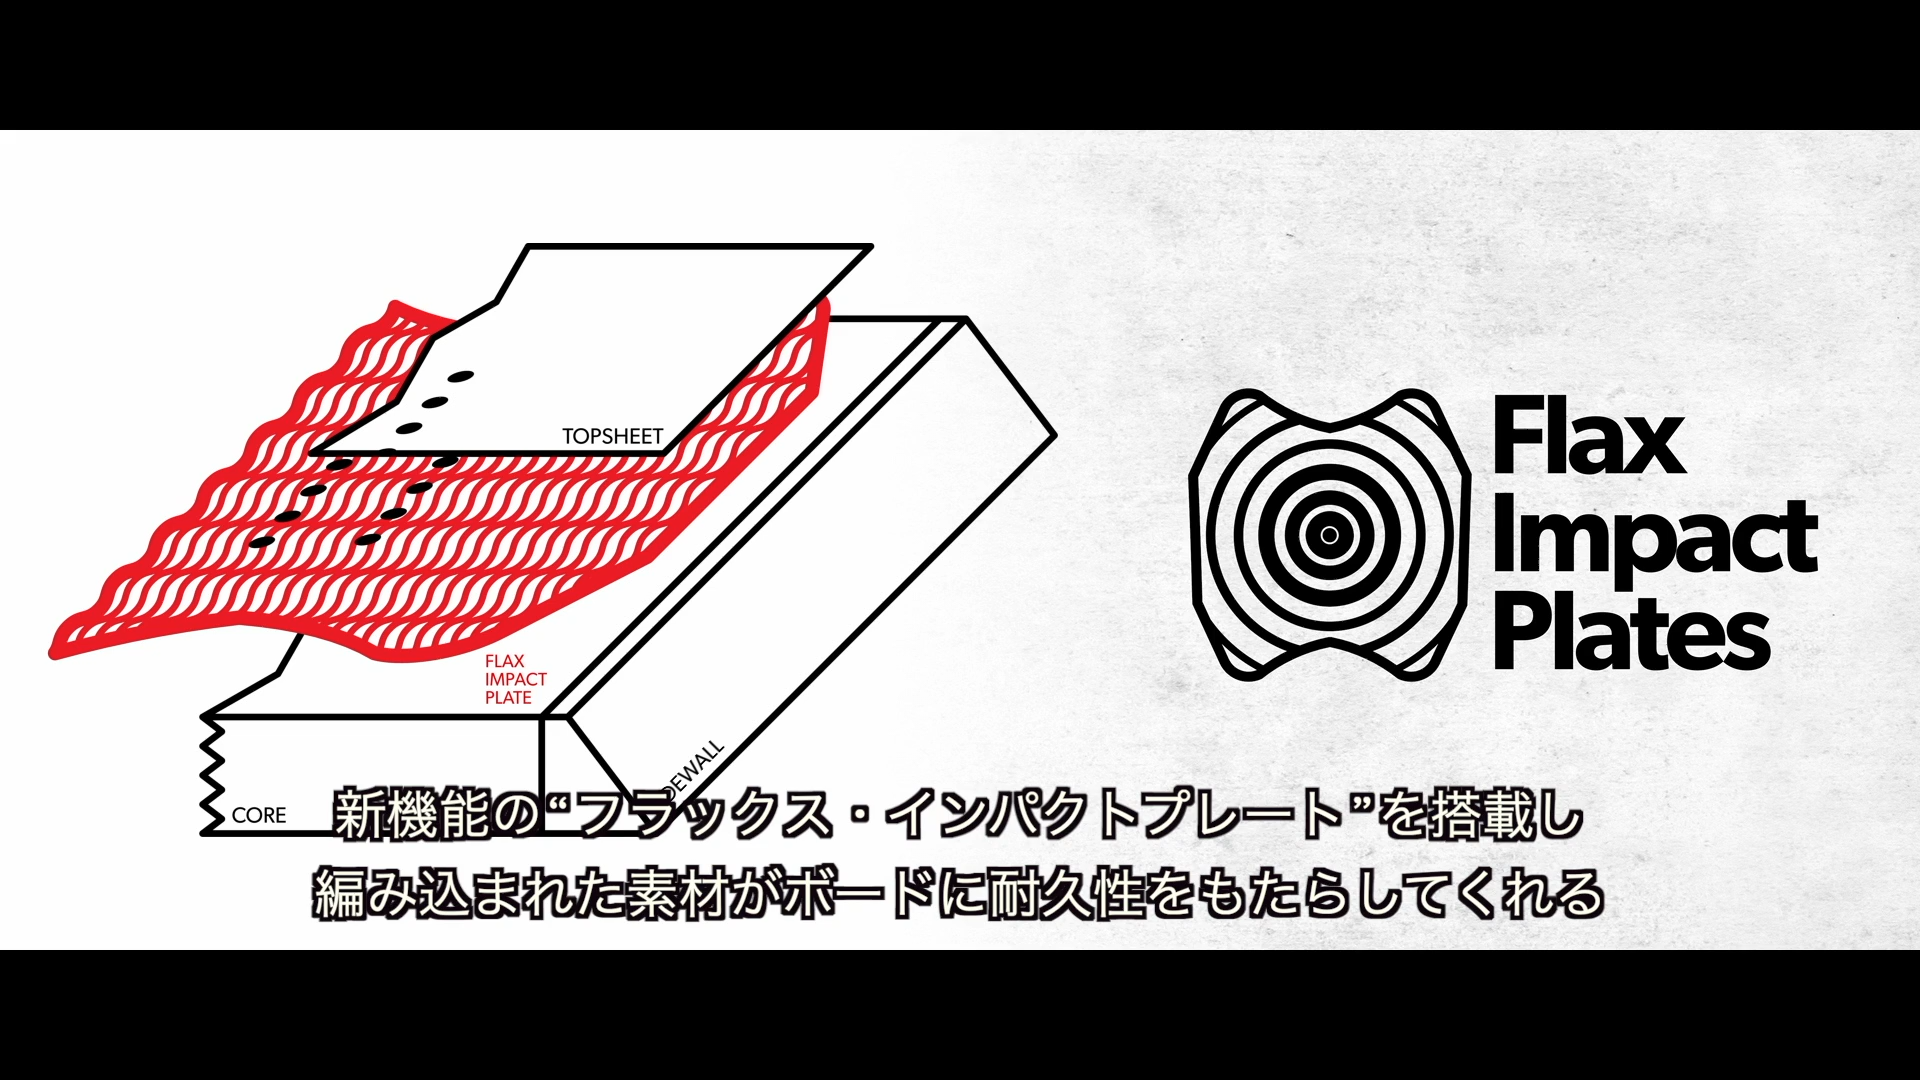 TOPSHEET
Flax
Impact
Plates
FLAX
IMPACT
PLATE
CORE
新機能の“フラックス・インパクトプレート”を搭載し
編み込まれた素材がボードに耐久性をもたらしてくれる